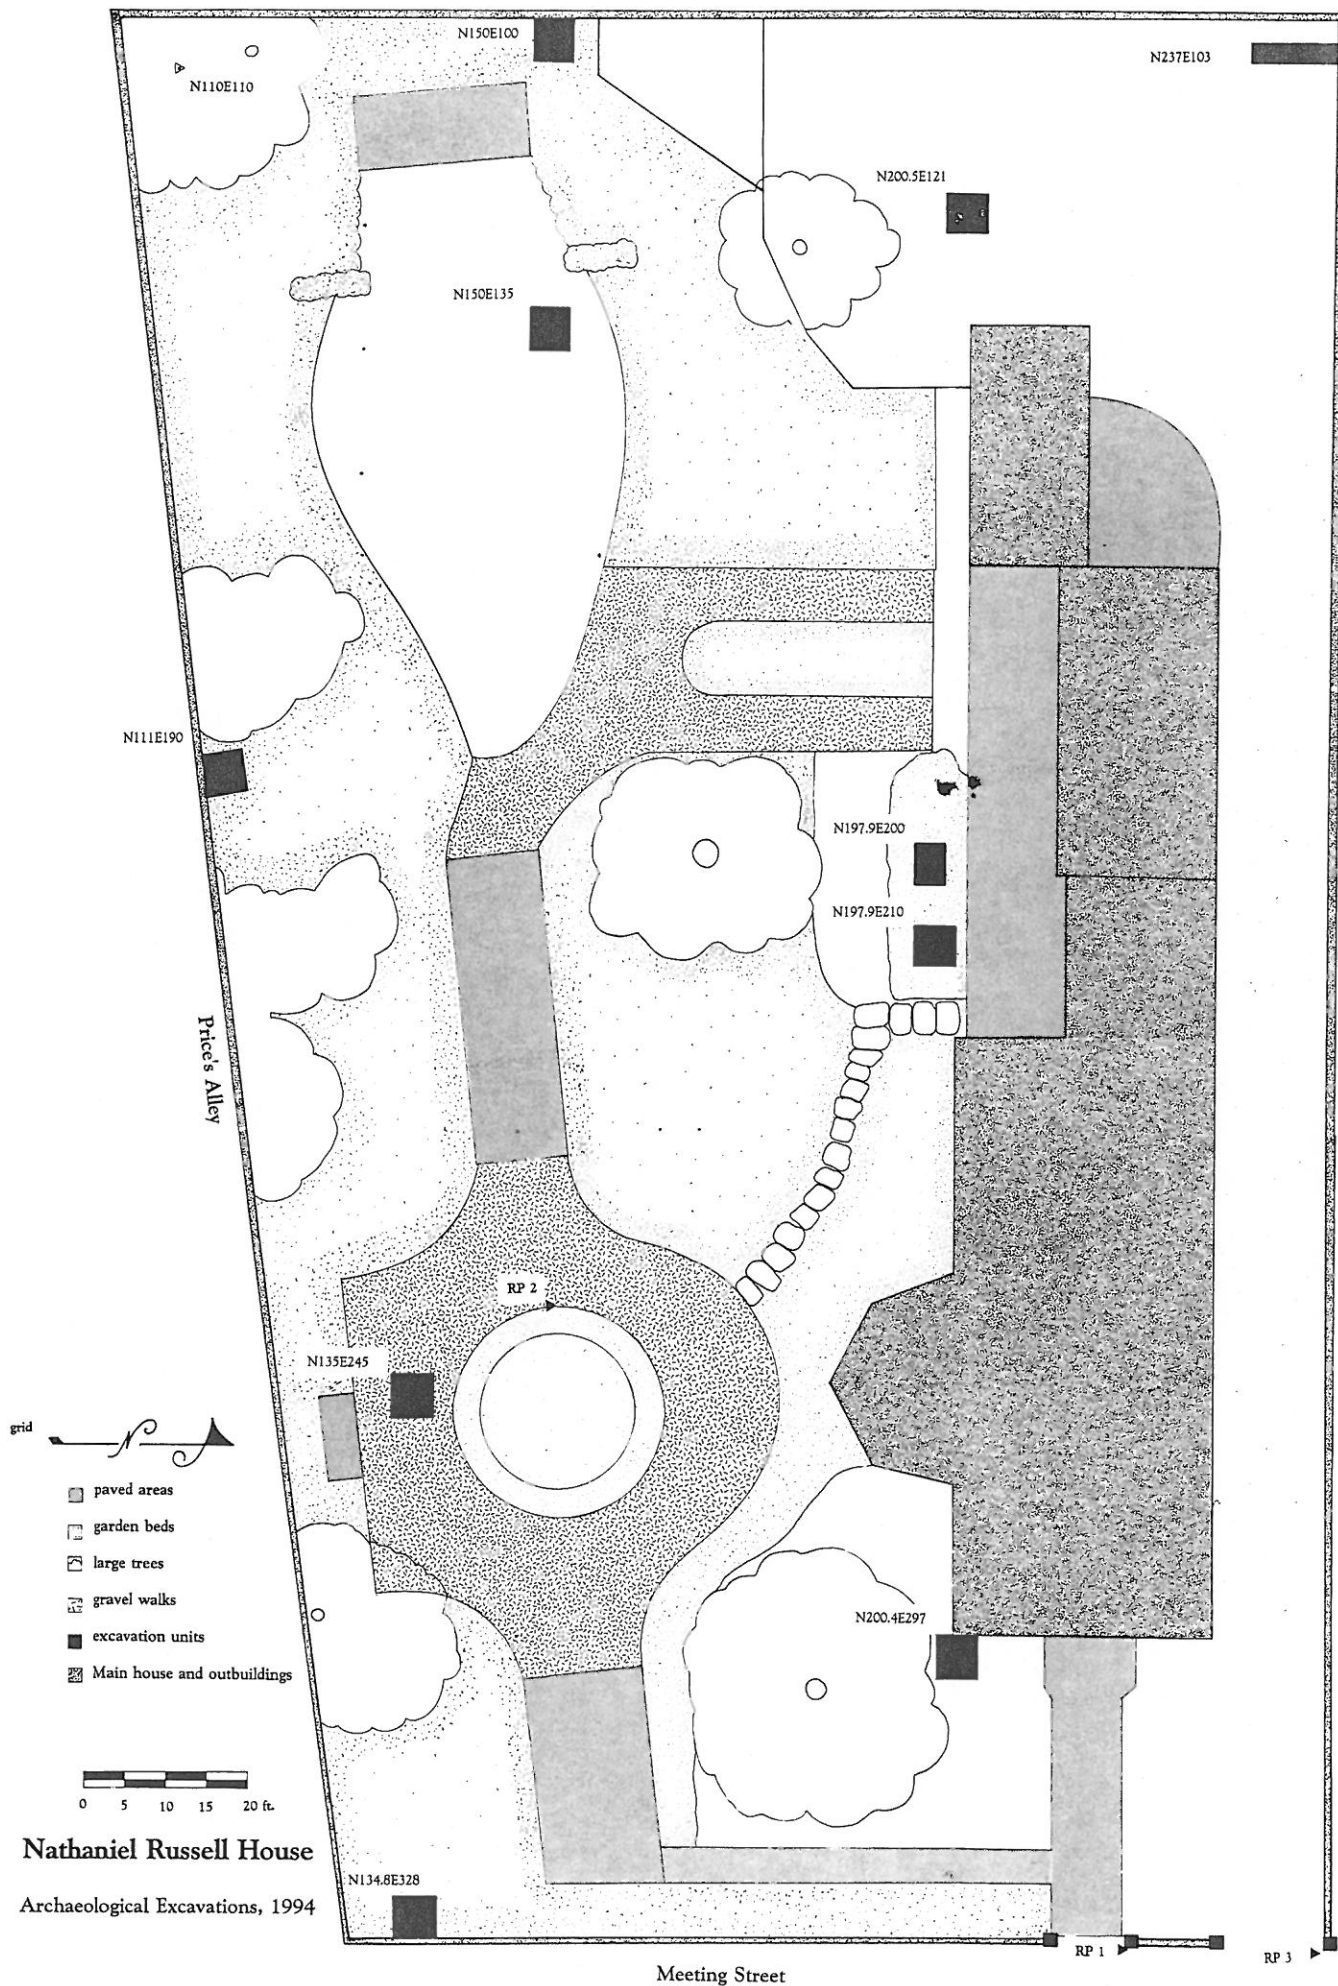 N150E100
N237E103
N110E110
N200.5E121
N150E135
N111E190
N197.9E200
N197.9E210
Price's Alley
RP 2
N135E245
grid
N
paved areas
garden beds
large trees
gravel walks
excavation units
Main house and outbuildings
N200.4E297
0 5 10 15 20 ft.
Nathaniel Russell House
Archaeological Excavations, 1994
N134.8E328
RP 1
RP 3
Meeting Street